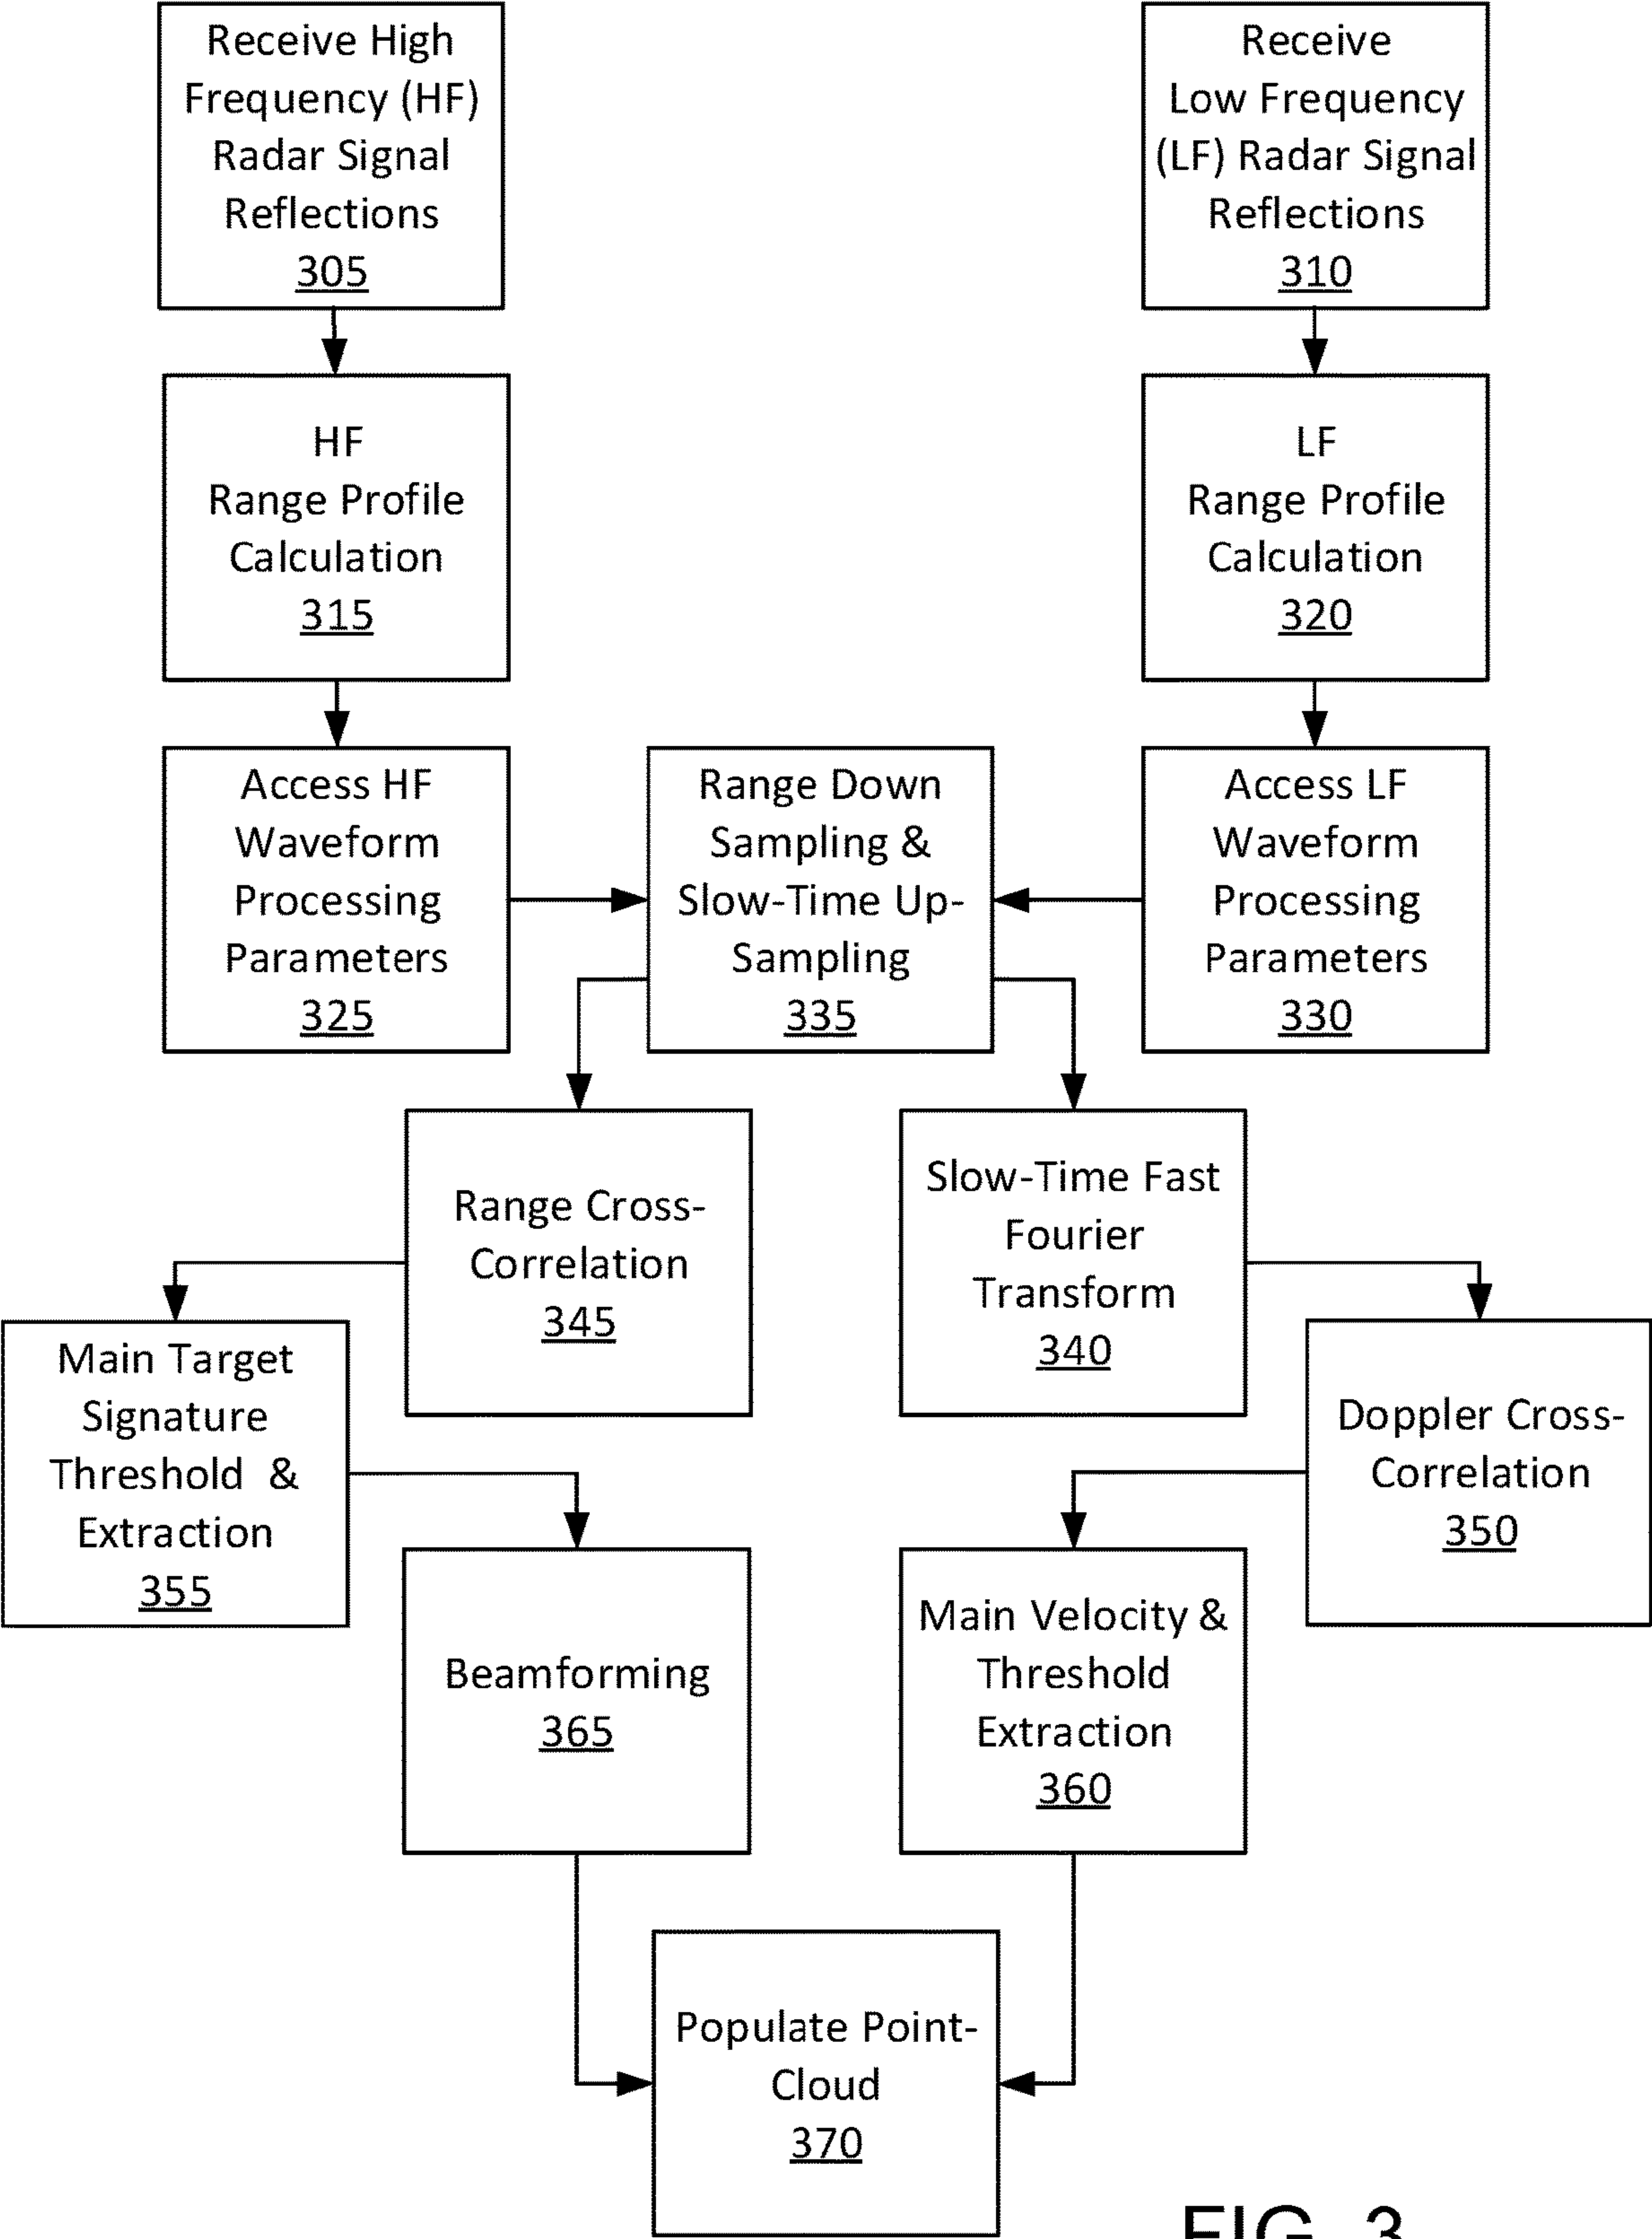 Receive High
Frequency (HF)
Radar Signal
Reflections
305
Receive
Low Frequency
(LF) Radar Signal
Reflections
310
HF
Range Profile
Calculation
315
LF
Range Profile
Calculation
320
Access HF
Waveform
Processing
Parameters
325
Range Down
Sampling &
Slow-Time Up-
Sampling
335
Access LF
Waveform
Processing
Parameters
330
Range Cross-
Correlation
345
Slow-Time Fast
Fourier
Transform
340
Main Target
Signature
Threshold &
Extraction
355
Doppler Cross-
Correlation
350
Beamforming
365
Main Velocity &
Threshold
Extraction
360
Populate Point-
Cloud
370
FIG. 3